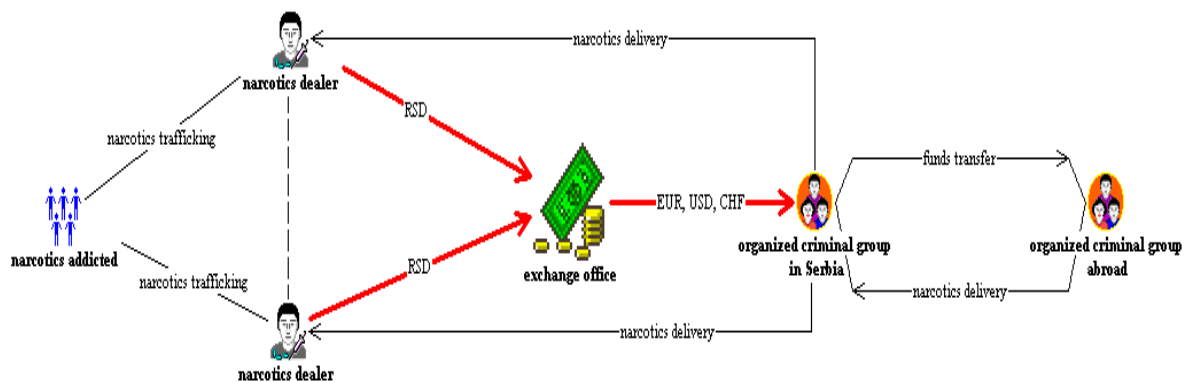 narcotics delivery
narcotics dealer
RSD
narcotics trafficking
funds transfer
EUR, USD, CHF
narcotics addicted
exchange office
organized criminal group
in Serbia
organized criminal group
abroad
RSD
narcotics trafficking
narcotics delivery
narcotics delivery
narcotics dealer